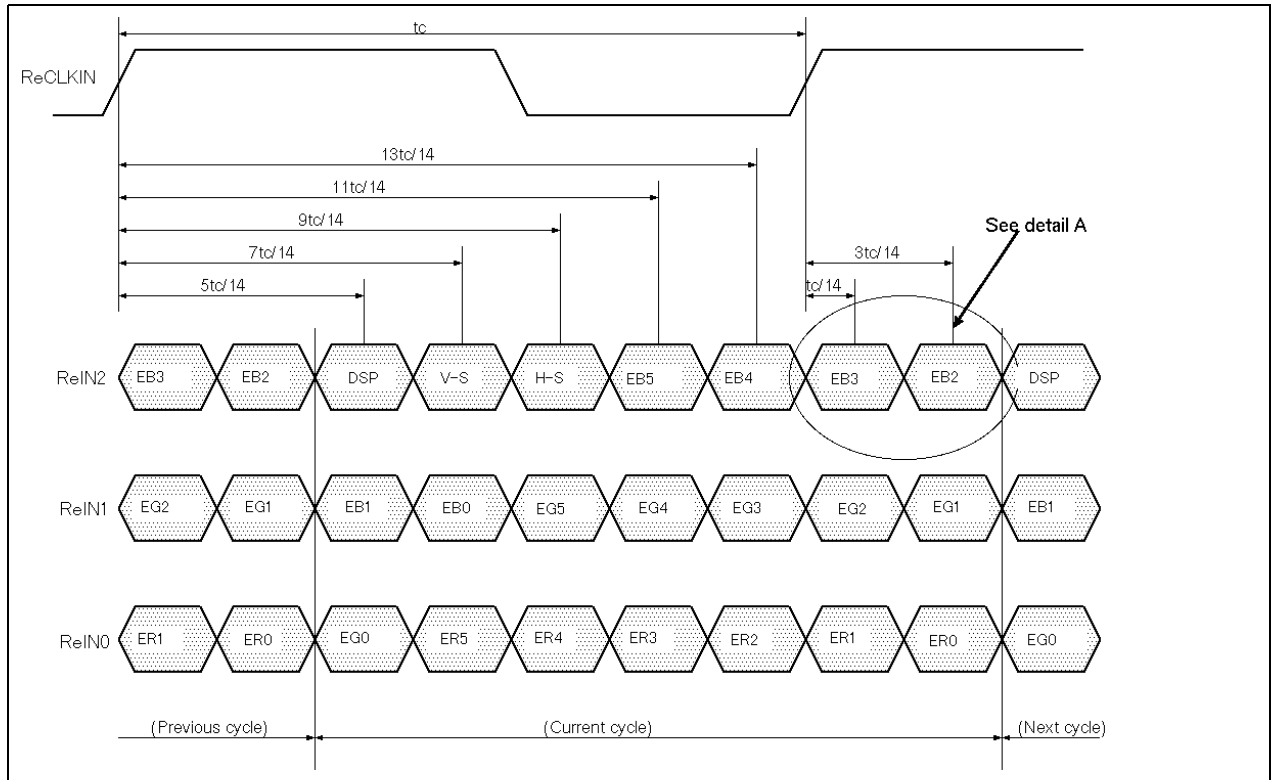 tc
ReCLKIN
13tc/14
11tc/14
9tc/14
7tc/14
5tc/14
See detail A
3tc/14
tc/14
ReIN2 EB3 EB2 DSP V-S H-S EB5 EB4 EB3 EB2 DSP
ReIN1 EG2 EG1 EB1 EB0 EG5 EG4 EG3 EG2 EG1 EB1
ReIN0 ER1 ER0 EG0 ER5 ER4 ER3 ER2 ER1 ER0 EG0
(Previous cycle) (Current cycle) (Next cycle)